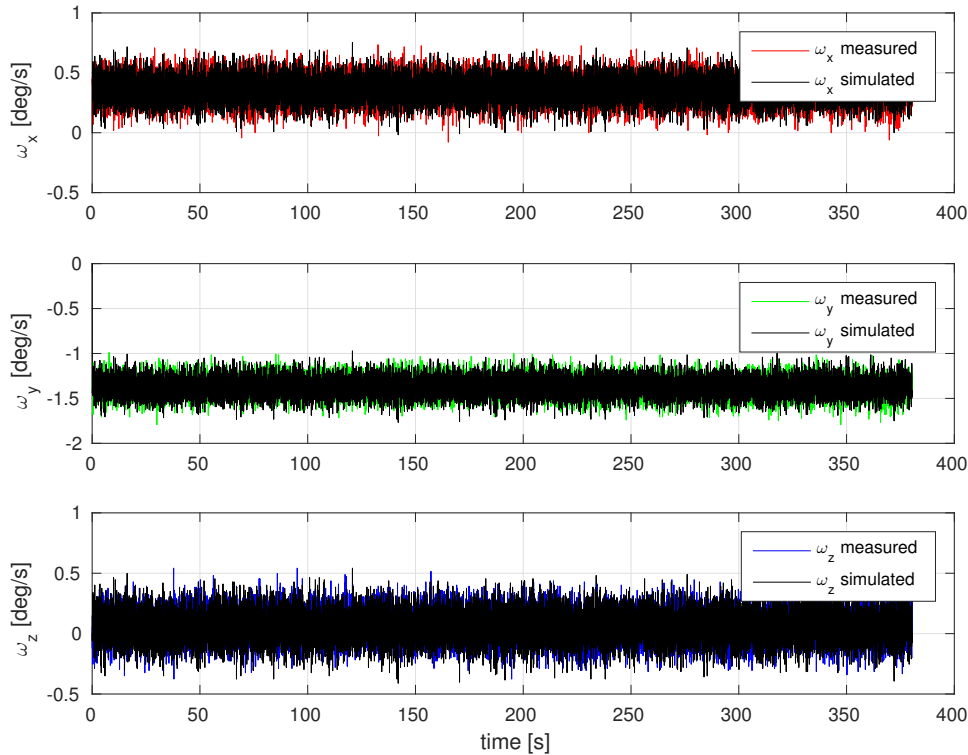 1
0.5
0
-0.5
ω_x [deg/s]
ω_x measured
ω_x simulated
0 50 100 150 200 250 300 350 400
0
-0.5
-1
-1.5
-2
ω_y [deg/s]
ω_y measured
ω_y simulated
0 50 100 150 200 250 300 350 400
1
0.5
0
-0.5
ω_z [deg/s]
ω_z measured
ω_z simulated
0 50 100 150 200 250 300 350 400
time [s]